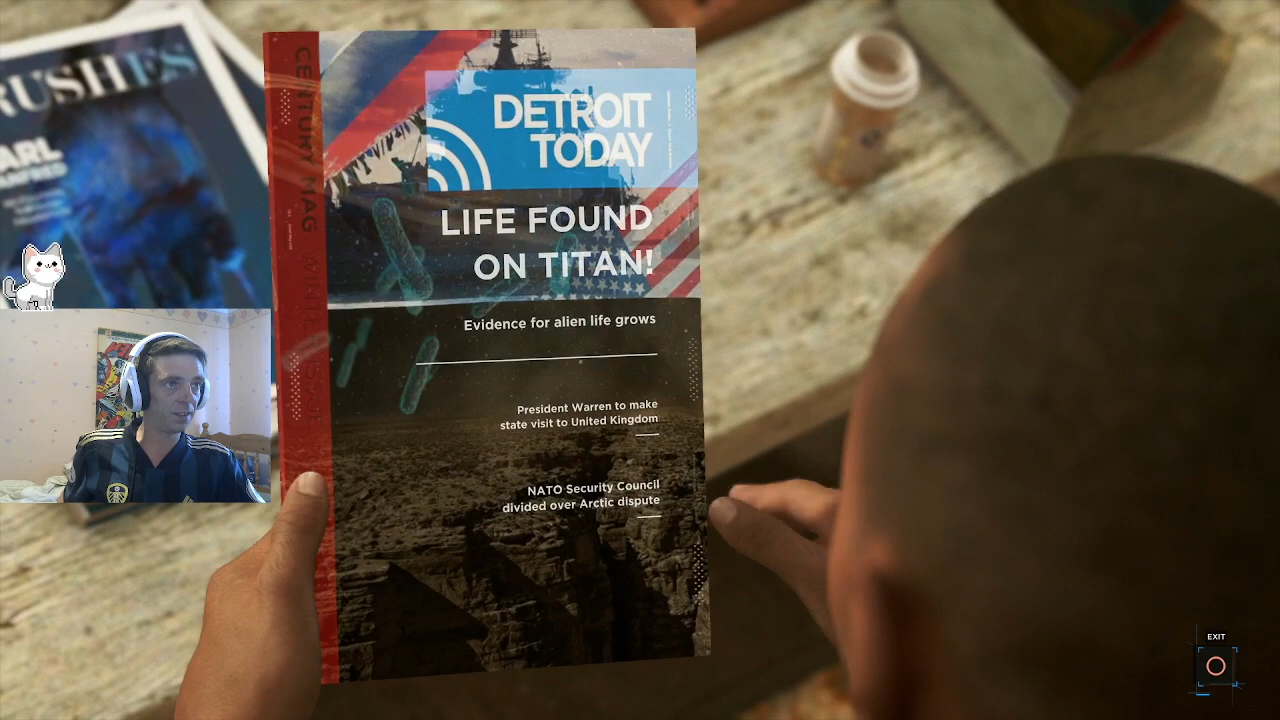 RUSHES
CENTURY MAG
DETROIT
TODAY
LIFE FOUND
ON TITAN!
Evidence for alien life grows
President Warren to make
state visit to United Kingdom
NATO Security Council
divided over Arctic dispute
EXIT